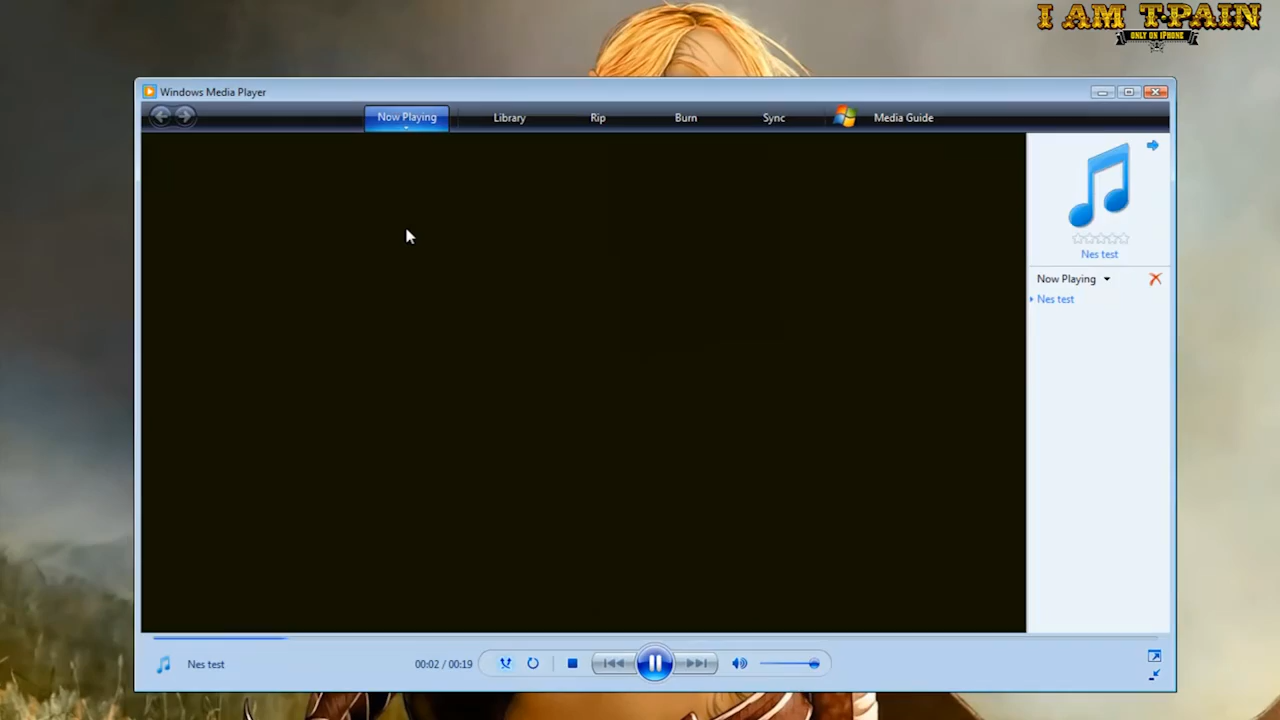 I AM T-PAIN
ONLY ON iPHONE
Windows Media Player
Now Playing
Library
Rip
Burn
Sync
Media Guide
Nes test
Now Playing
Nes test
Nes test
00:02 / 00:19